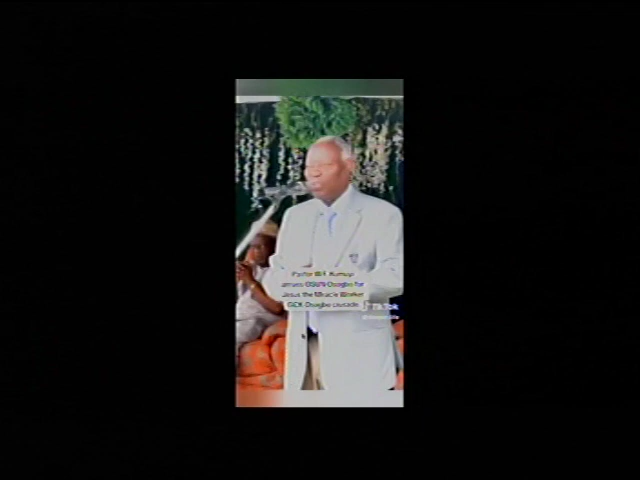 Pastor W.F. Kumuyi
arrives OSUN Osogbo for
Jesus the Miracle Worker
GCK Osogbo crusade.
TikTok